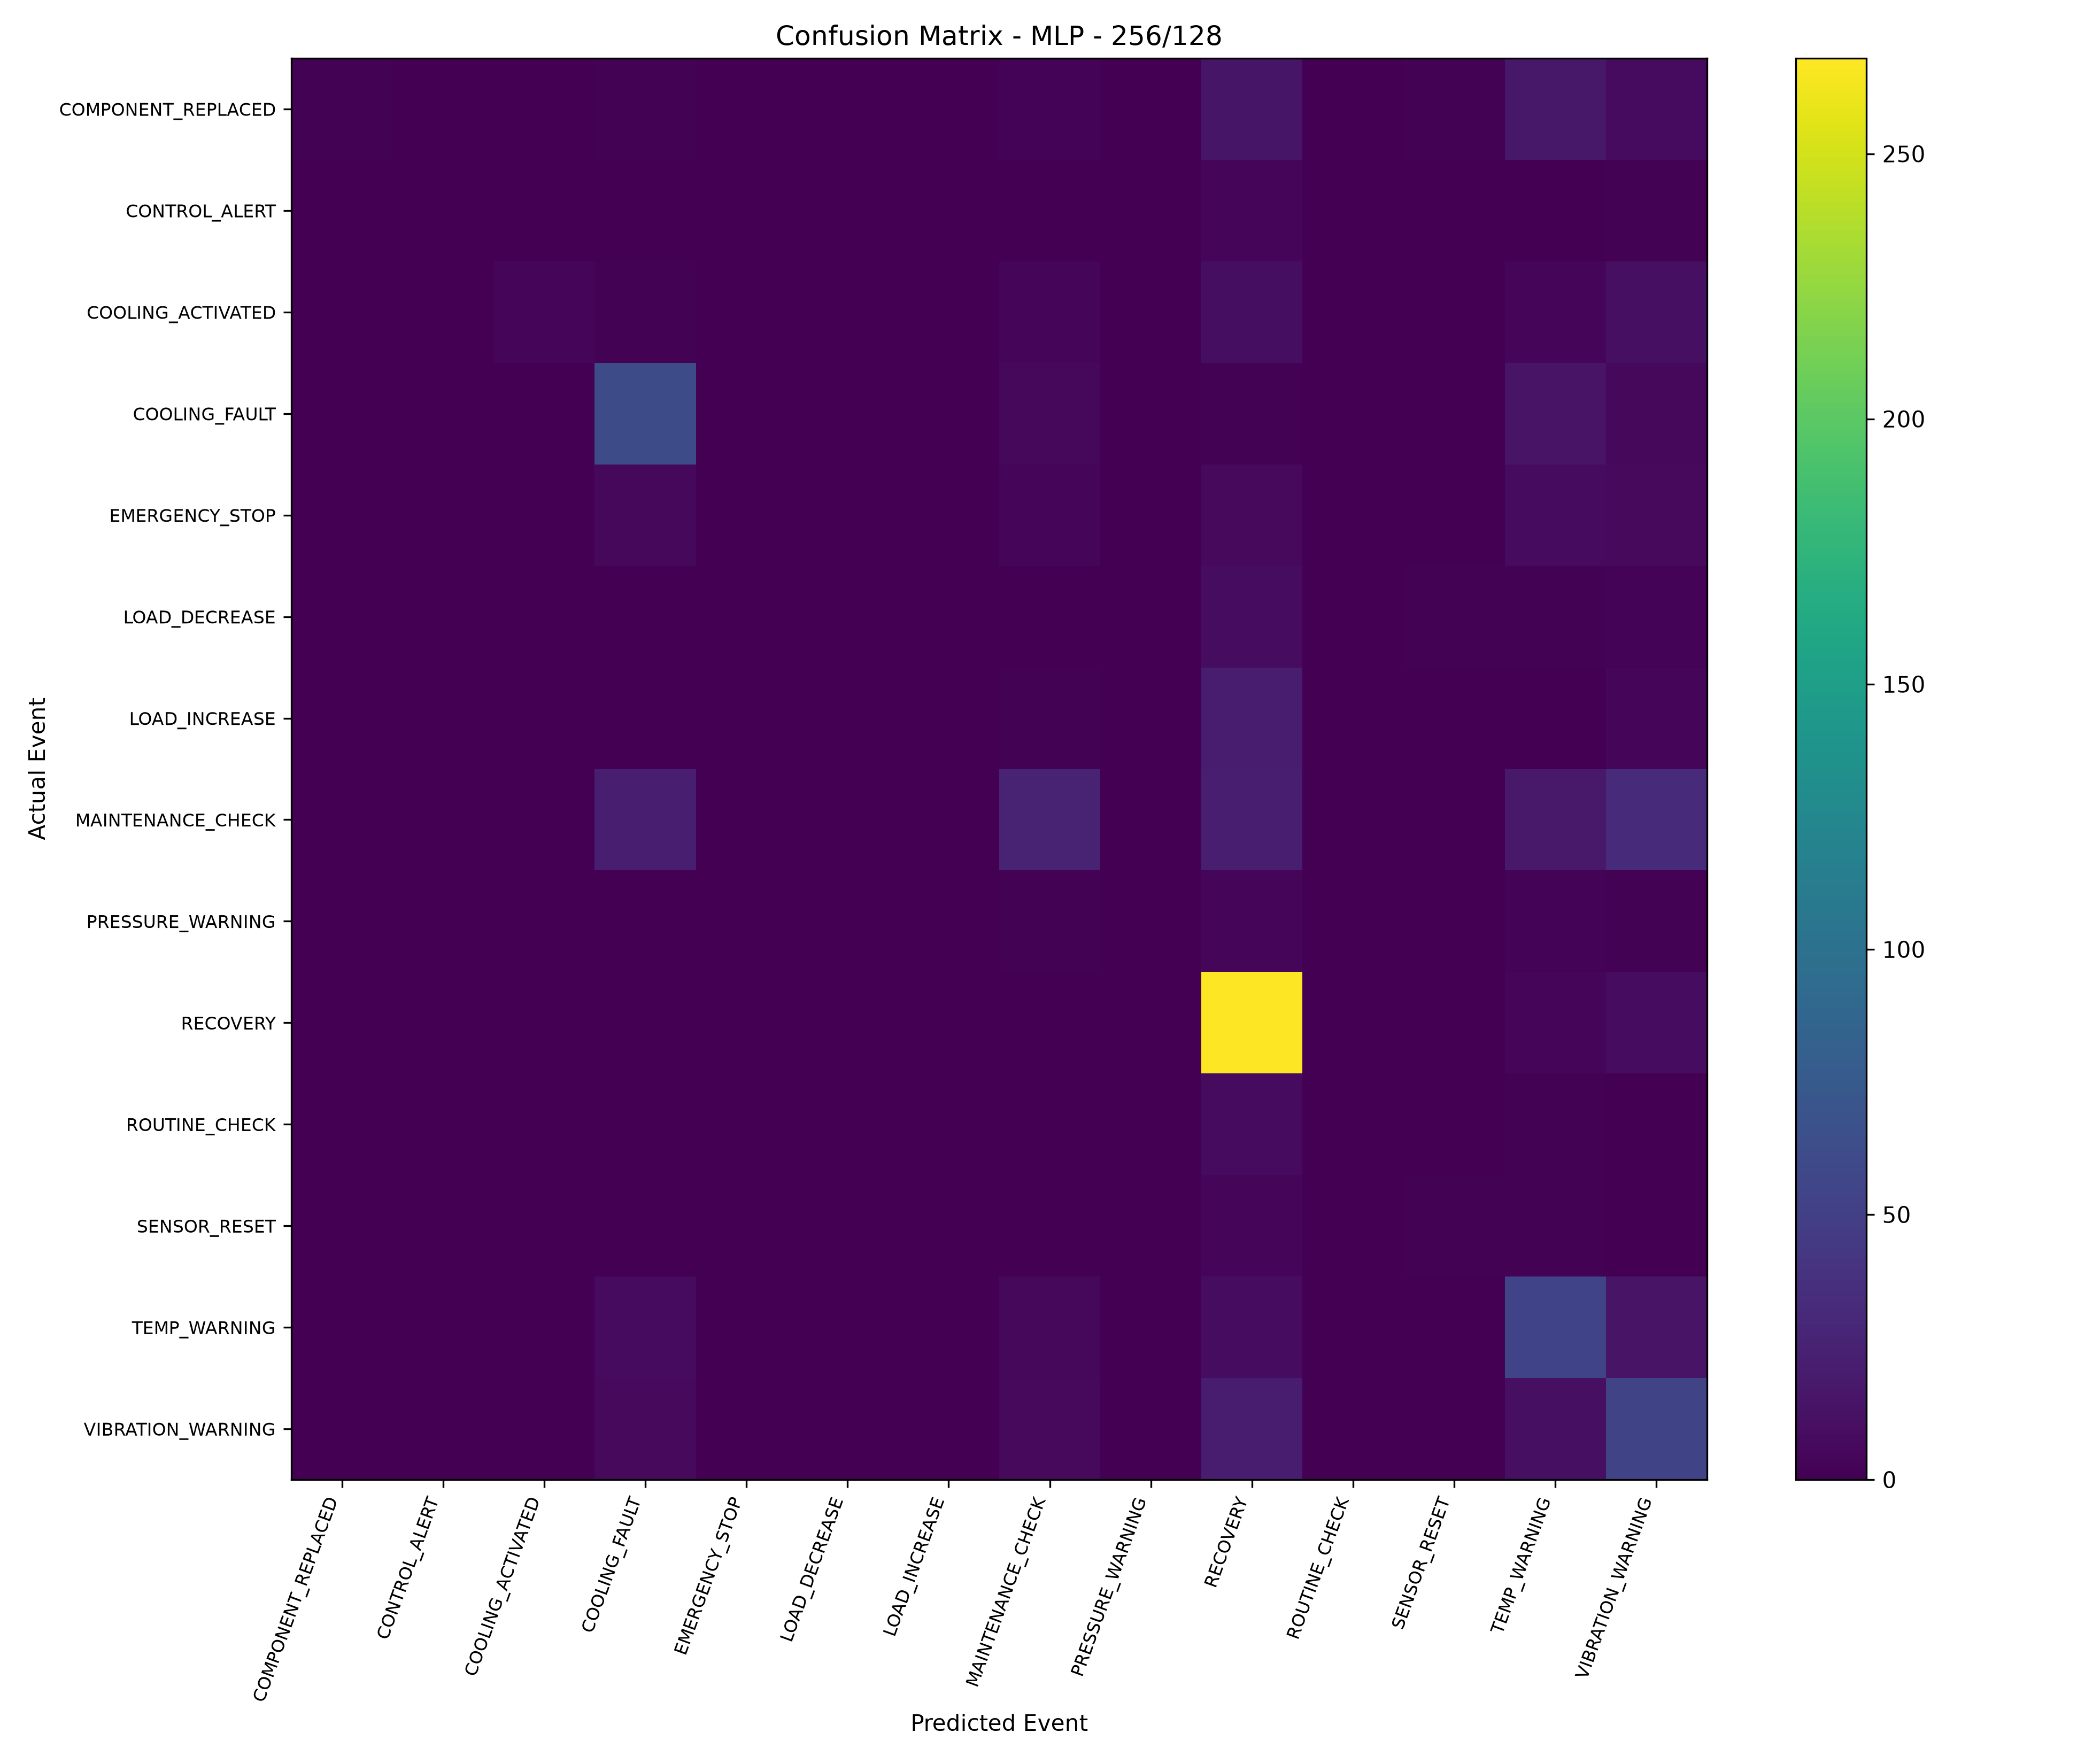 Confusion Matrix - MLP - 256/128
Actual Event
COMPONENT_REPLACED
CONTROL_ALERT
COOLING_ACTIVATED
COOLING_FAULT
EMERGENCY_STOP
LOAD_DECREASE
LOAD_INCREASE
MAINTENANCE_CHECK
PRESSURE_WARNING
RECOVERY
ROUTINE_CHECK
SENSOR_RESET
TEMP_WARNING
VIBRATION_WARNING
COMPONENT_REPLACED
CONTROL_ALERT
COOLING_ACTIVATED
COOLING_FAULT
EMERGENCY_STOP
LOAD_DECREASE
LOAD_INCREASE
MAINTENANCE_CHECK
PRESSURE_WARNING
RECOVERY
ROUTINE_CHECK
SENSOR_RESET
TEMP_WARNING
VIBRATION_WARNING
Predicted Event
250
200
150
100
50
0